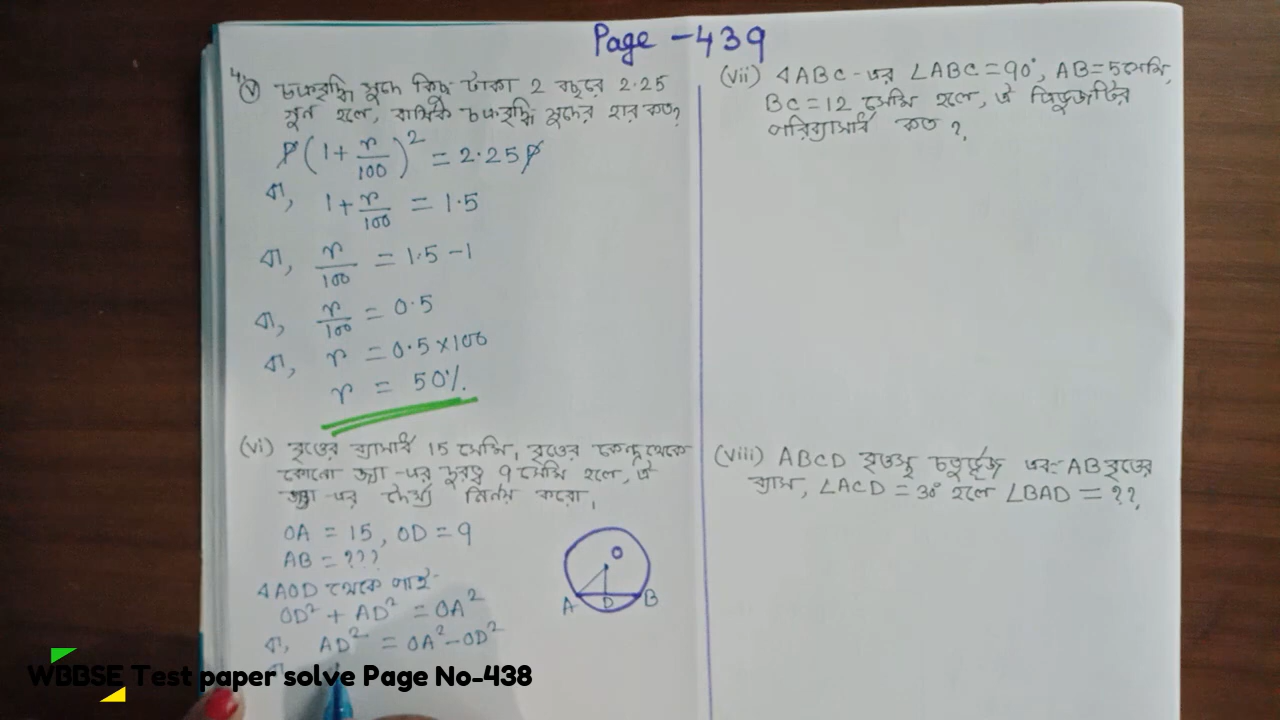 Page -439
4.
(v) চক্রবৃদ্ধি সুদে কিছু টাকা 2 বছরে 2.25
গুন হলে, বার্ষিক চক্রবৃদ্ধি সুদের হার কত?
P(1+r/100)² = 2.25P
বা, 1+r/100 = 1.5
বা, r/100 = 1.5-1
বা, r/100 = 0.5
বা, r = 0.5×100
r = 50%.
(vi) বৃত্তের ব্যাসার্ধ 15 সেমি, বৃত্তের কেন্দ্র থেকে
কোনো জ্যা -এর দূরত্ব 9 সেমি হলে, ঐ
জ্যা -এর দৈর্ঘ্য নির্ণয় করো।
OA = 15, OD = 9
AB = ???
ΔAOD থেকে পাই-
OD² + AD² = OA²
বা, AD² = OA²-OD²
O
A D B
(vii) ΔABC -এর ∠ABC=90°, AB=5সেমি,
BC=12 সেমি হলে, ঐ ত্রিভুজটির
পরিব্যাসার্ধ কত?
(viii) ABCD বৃত্তস্থ চতুর্ভুজ এবং AB বৃত্তের
ব্যাস, ∠ACD = 30° হলে ∠BAD = ??
WBBSE Test paper solve Page No-438